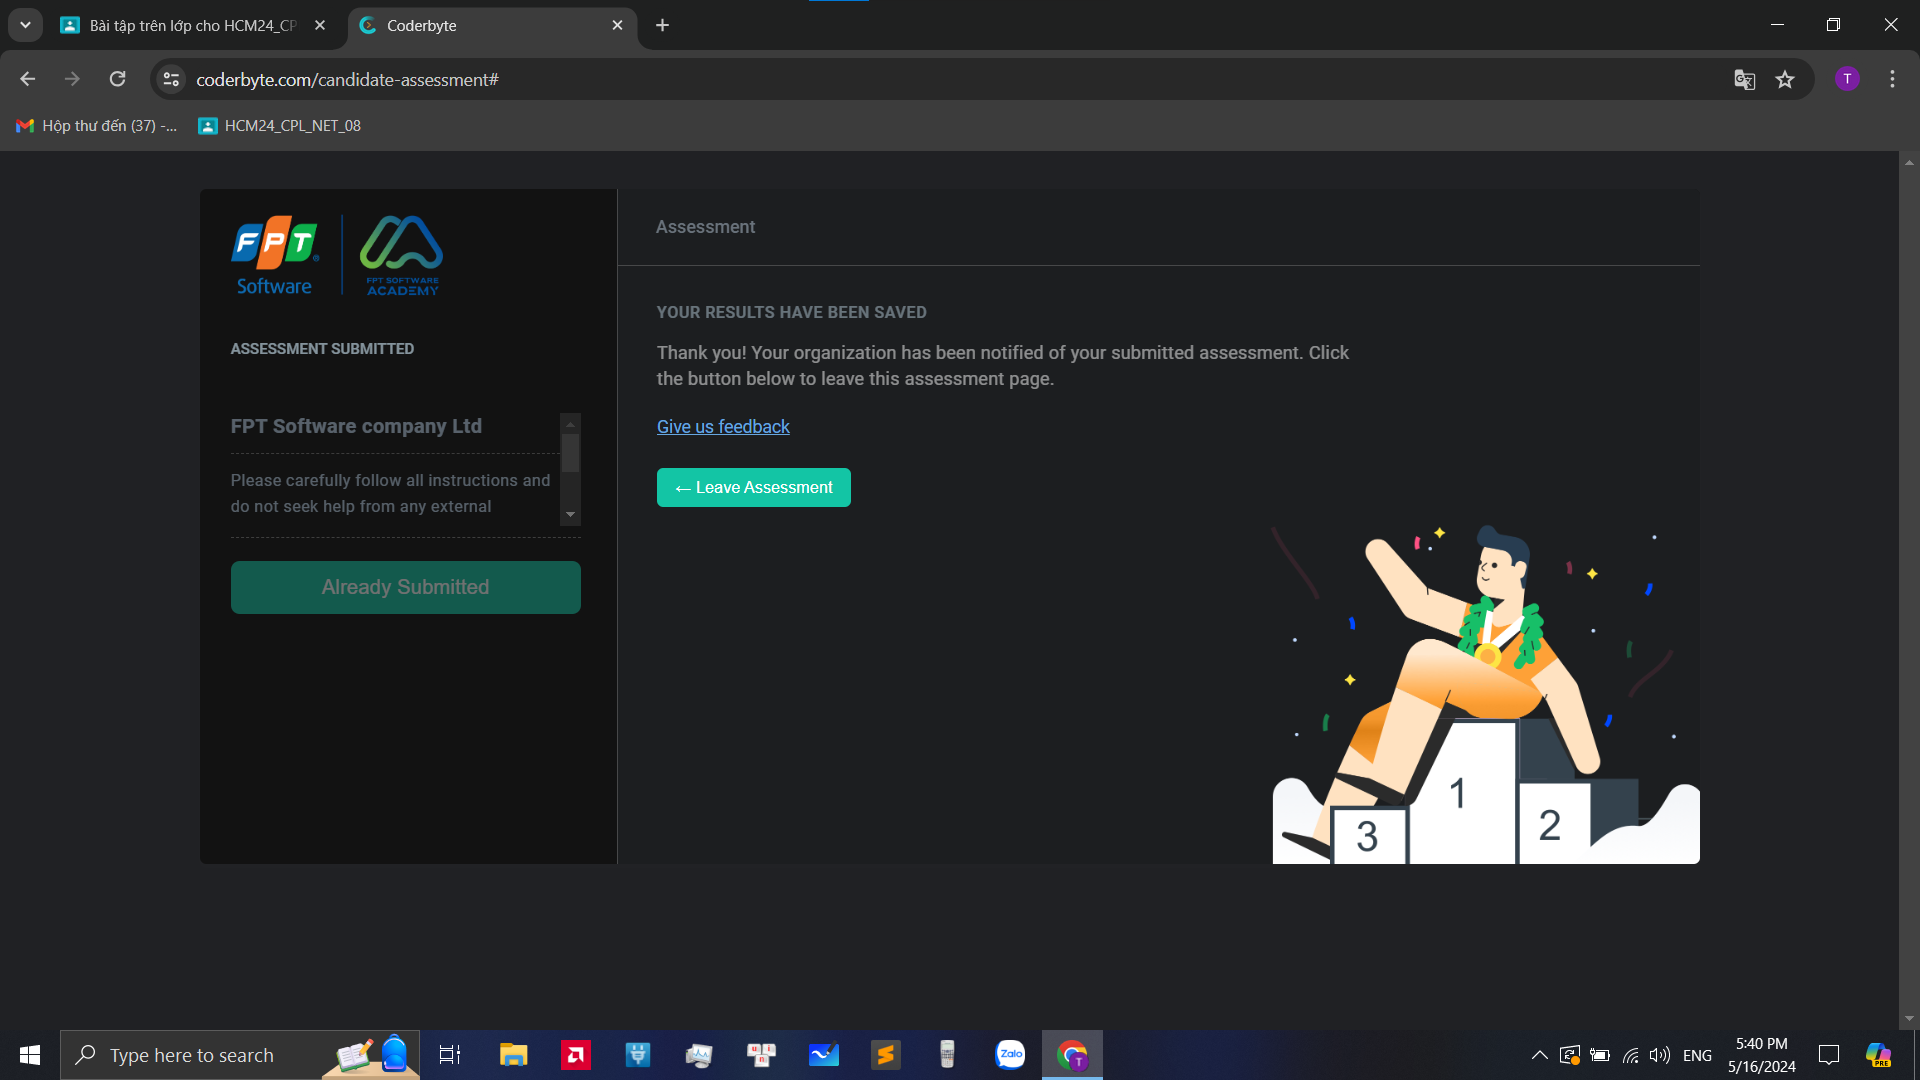 Bài tập trên lớp cho HCM24_CP
Coderbyte
coderbyte.com/candidate-assessment#
T
Hộp thư đến (37) -...
HCM24_CPL_NET_08
FPT
Software
FPT SOFTWARE
ACADEMY
ASSESSMENT SUBMITTED
FPT Software company Ltd
Please carefully follow all instructions and
do not seek help from any external
Already Submitted
Assessment
YOUR RESULTS HAVE BEEN SAVED
Thank you! Your organization has been notified of your submitted assessment. Click
the button below to leave this assessment page.
Give us feedback
← Leave Assessment
1
2
3
Type here to search
Zalo
T
ENG
5:40 PM
5/16/2024
PRE